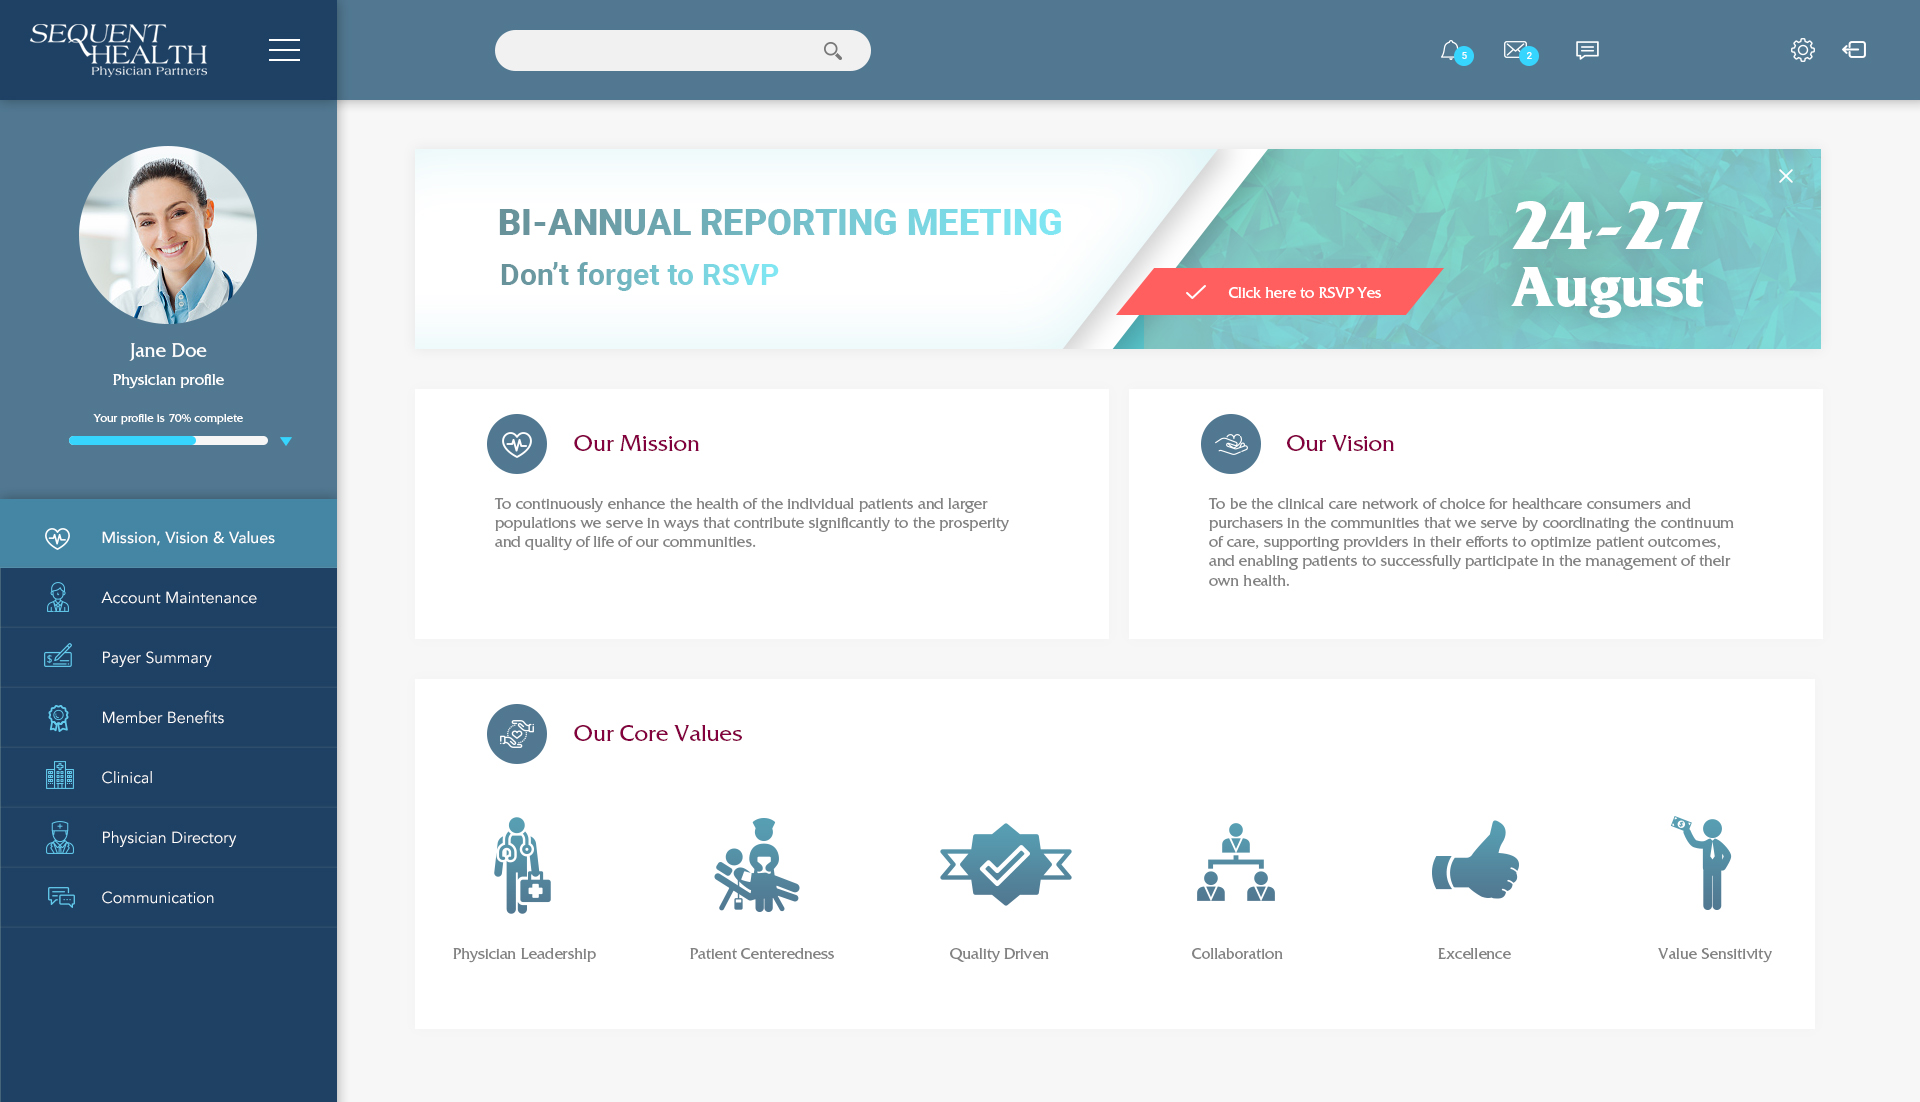 SEQUENT
HEALTH
Physician Partners
5
2
Jane Doe
Physician profile
Your profile is 70% complete
Mission, Vision & Values
Account Maintenance
$
Payer Summary
Member Benefits
Clinical
Physician Directory
Communication
BI-ANNUAL REPORTING MEETING
Don't forget to RSVP
Click here to RSVP Yes
24-27
August
Our Mission
To continuously enhance the health of the individual patients and larger
populations we serve in ways that contribute significantly to the prosperity
and quality of life of our communities.
Our Vision
To be the clinical care network of choice for healthcare consumers and
purchasers in the communities that we serve by coordinating the continuum
of care, supporting providers in their efforts to optimize patient outcomes,
and enabling patients to successfully participate in the management of their
own health.
Our Core Values
$
Physician Leadership
Patient Centeredness
Quality Driven
Collaboration
Excellence
Value Sensitivity